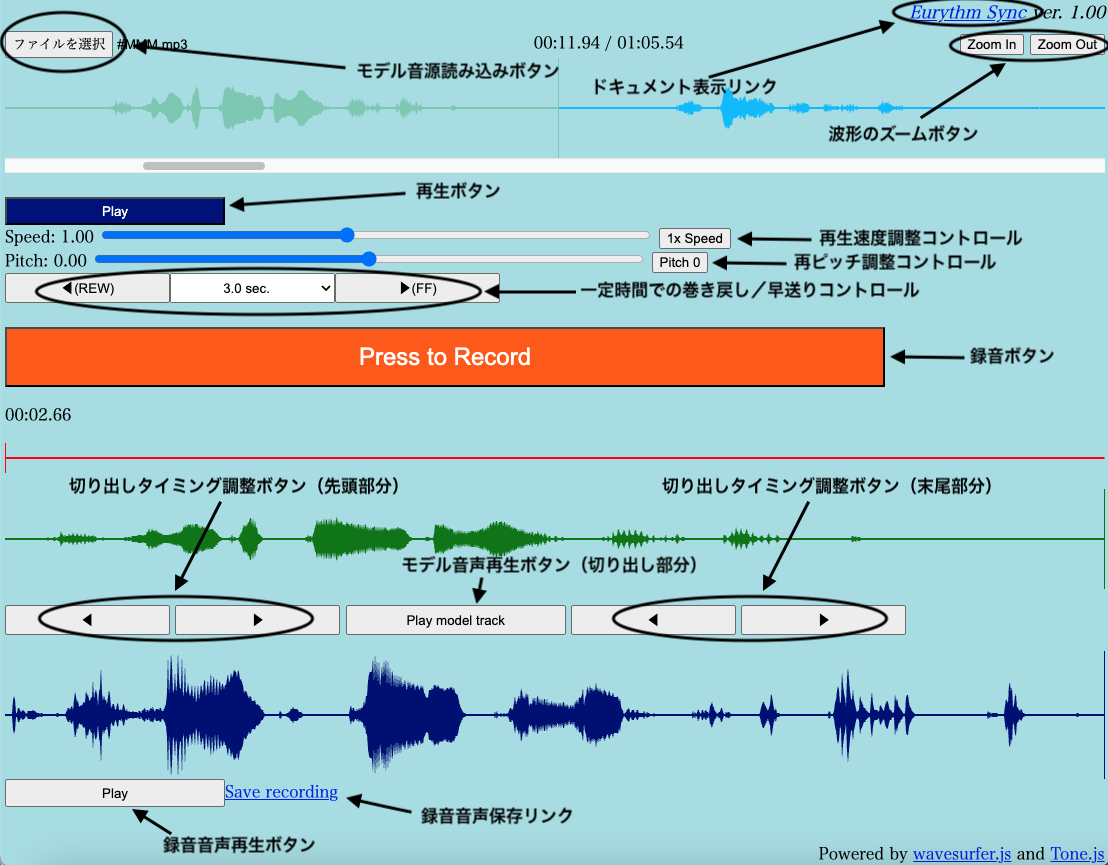 Eurythm Sync ver. 1.00
ファイルを選択 #MMM.mp3
00:11.94 / 01:05.54
Zoom In Zoom Out
モデル音源読み込みボタン
ドキュメント表示リンク
波形のズームボタン
再生ボタン
Play
Speed: 1.00
1x Speed
再生速度調整コントロール
Pitch: 0.00
Pitch 0
再ピッチ調整コントロール
◀(REW) 3.0 sec. ▶(FF)
一定時間での巻き戻し／早送りコントロール
Press to Record
録音ボタン
00:02.66
切り出しタイミング調整ボタン（先頭部分）
切り出しタイミング調整ボタン（末尾部分）
モデル音声再生ボタン（切り出し部分）
◀ ▶ Play model track ◀ ▶
Play
Save recording
録音音声保存リンク
録音音声再生ボタン
Powered by wavesurfer.js and Tone.js